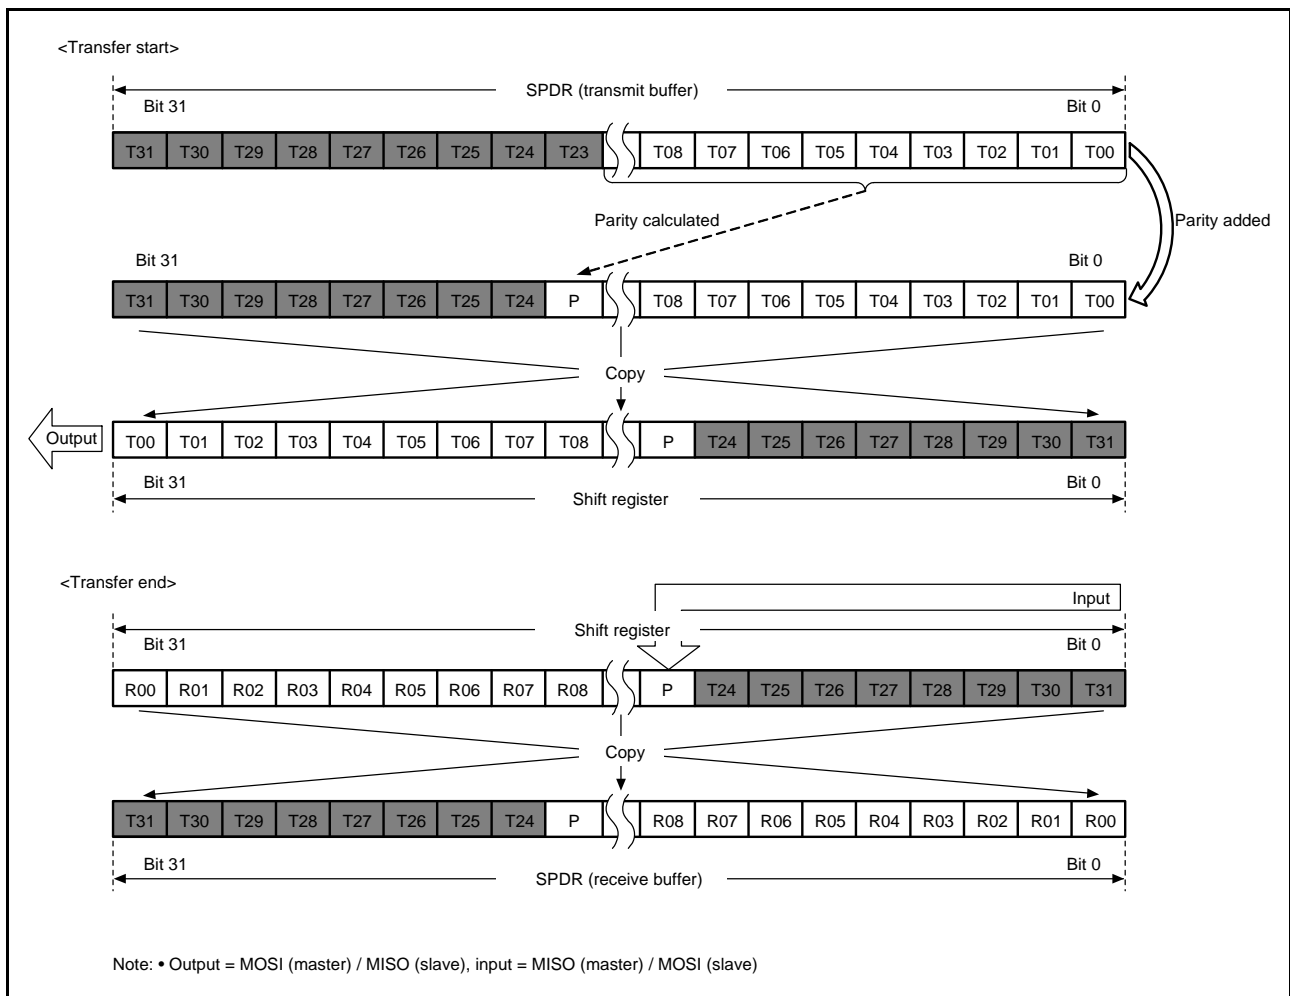 <Transfer start>
SPDR (transmit buffer)
Bit 31 Bit 0
T31 T30 T29 T28 T27 T26 T25 T24 T23 T08 T07 T06 T05 T04 T03 T02 T01 T00
Parity calculated Parity added
Bit 31 Bit 0
T31 T30 T29 T28 T27 T26 T25 T24 P T08 T07 T06 T05 T04 T03 T02 T01 T00
Copy
Output T00 T01 T02 T03 T04 T05 T06 T07 T08 P T24 T25 T26 T27 T28 T29 T30 T31
Bit 31 Bit 0
Shift register
<Transfer end>
Input
Shift register
Bit 31 Bit 0
R00 R01 R02 R03 R04 R05 R06 R07 R08 P T24 T25 T26 T27 T28 T29 T30 T31
Copy
T31 T30 T29 T28 T27 T26 T25 T24 P R08 R07 R06 R05 R04 R03 R02 R01 R00
Bit 31 Bit 0
SPDR (receive buffer)
Note: • Output = MOSI (master) / MISO (slave), input = MISO (master) / MOSI (slave)